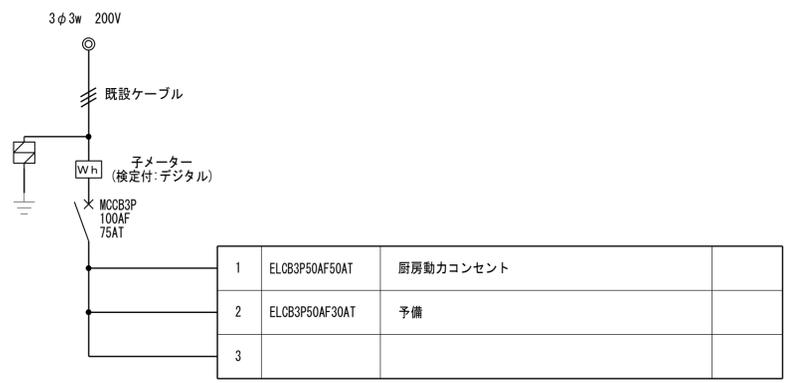 3φ3w 200V
既設ケーブル
Wh
子メーター
(検定付:デジタル)
MCCB3P
100AF
75AT
1 ELCB3P50AF50AT 厨房動力コンセント
2 ELCB3P50AF30AT 予備
3